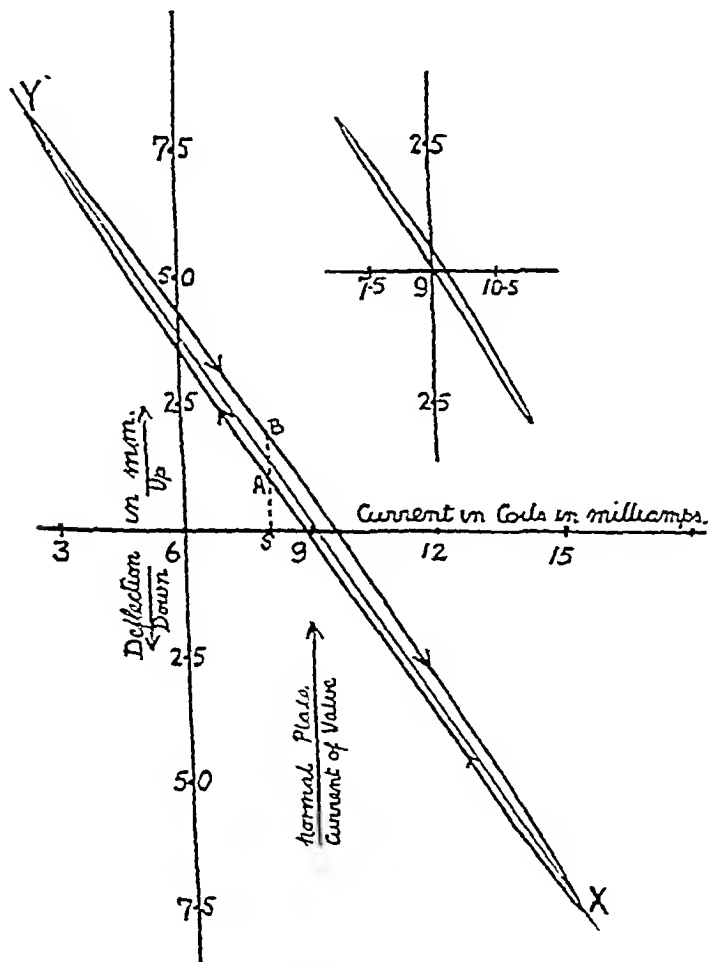 Y
7.5
5.0
2.5
B
A
Current in Coils in milliamps.
3
6
S
9
12
15
Deflection in mm.
Up
Down
2.5
5.0
7.5
Normal Plate
Current of Valve
X
2.5
7.5
9
10.5
2.5